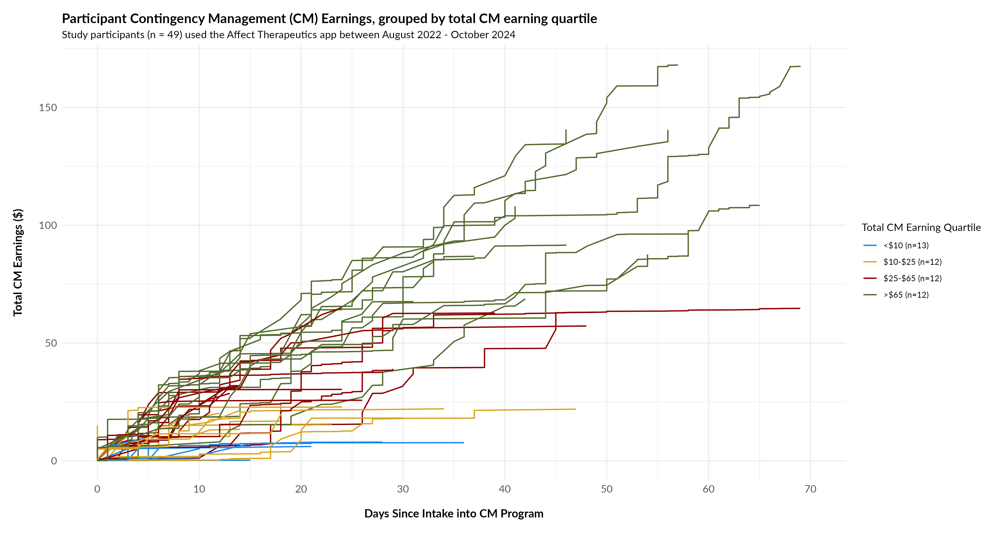 Participant Contingency Management (CM) Earnings, grouped by total CM earning quartile
Study participants (n = 49) used the Affect Therapeutics app between August 2022 - October 2024
150
100
50
0
Total CM Earnings ($)
0 10 20 30 40 50 60 70
Days Since Intake into CM Program
Total CM Earning Quartile
<$10 (n=13)
$10-$25 (n=12)
$25-$65 (n=12)
>$65 (n=12)